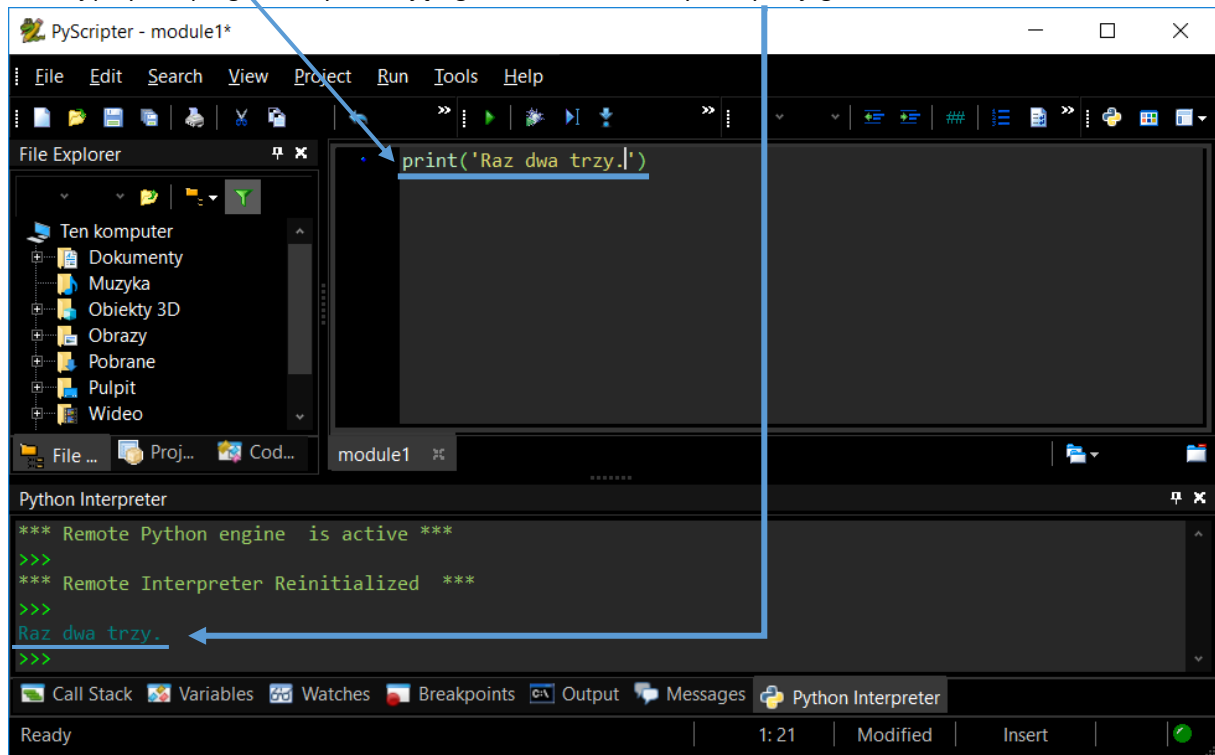 PyScripter - module1*
File Edit Search View Project Run Tools Help
File Explorer
print('Raz dwa trzy.')
Ten komputer
Dokumenty
Muzyka
Obiekty 3D
Obrazy
Pobrane
Pulpit
Wideo
File ... Proj... Cod...
module1
Python Interpreter
*** Remote Python engine is active ***
>>>
*** Remote Interpreter Reinitialized ***
>>>
Raz dwa trzy.
>>>
Call Stack Variables Watches Breakpoints Output Messages Python Interpreter
Ready 1: 21 Modified Insert